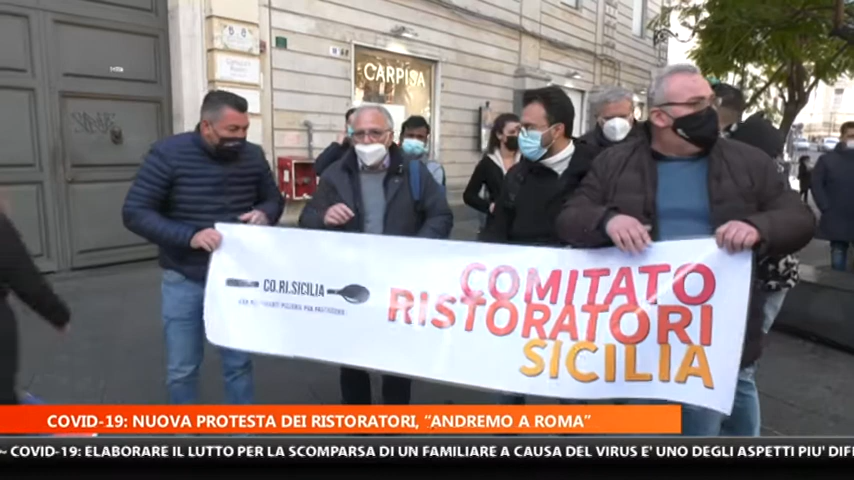 CARPISA
CO.RI.SICILIA
COMITATO
RISTORATORI
SICILIA
COVID-19: NUOVA PROTESTA DEI RISTORATORI, “ANDREMO A ROMA”
COVID-19: ELABORARE IL LUTTO PER LA SCOMPARSA DI UN FAMILIARE A CAUSA DEL VIRUS E' UNO DEGLI ASPETTI PIU' DIFF